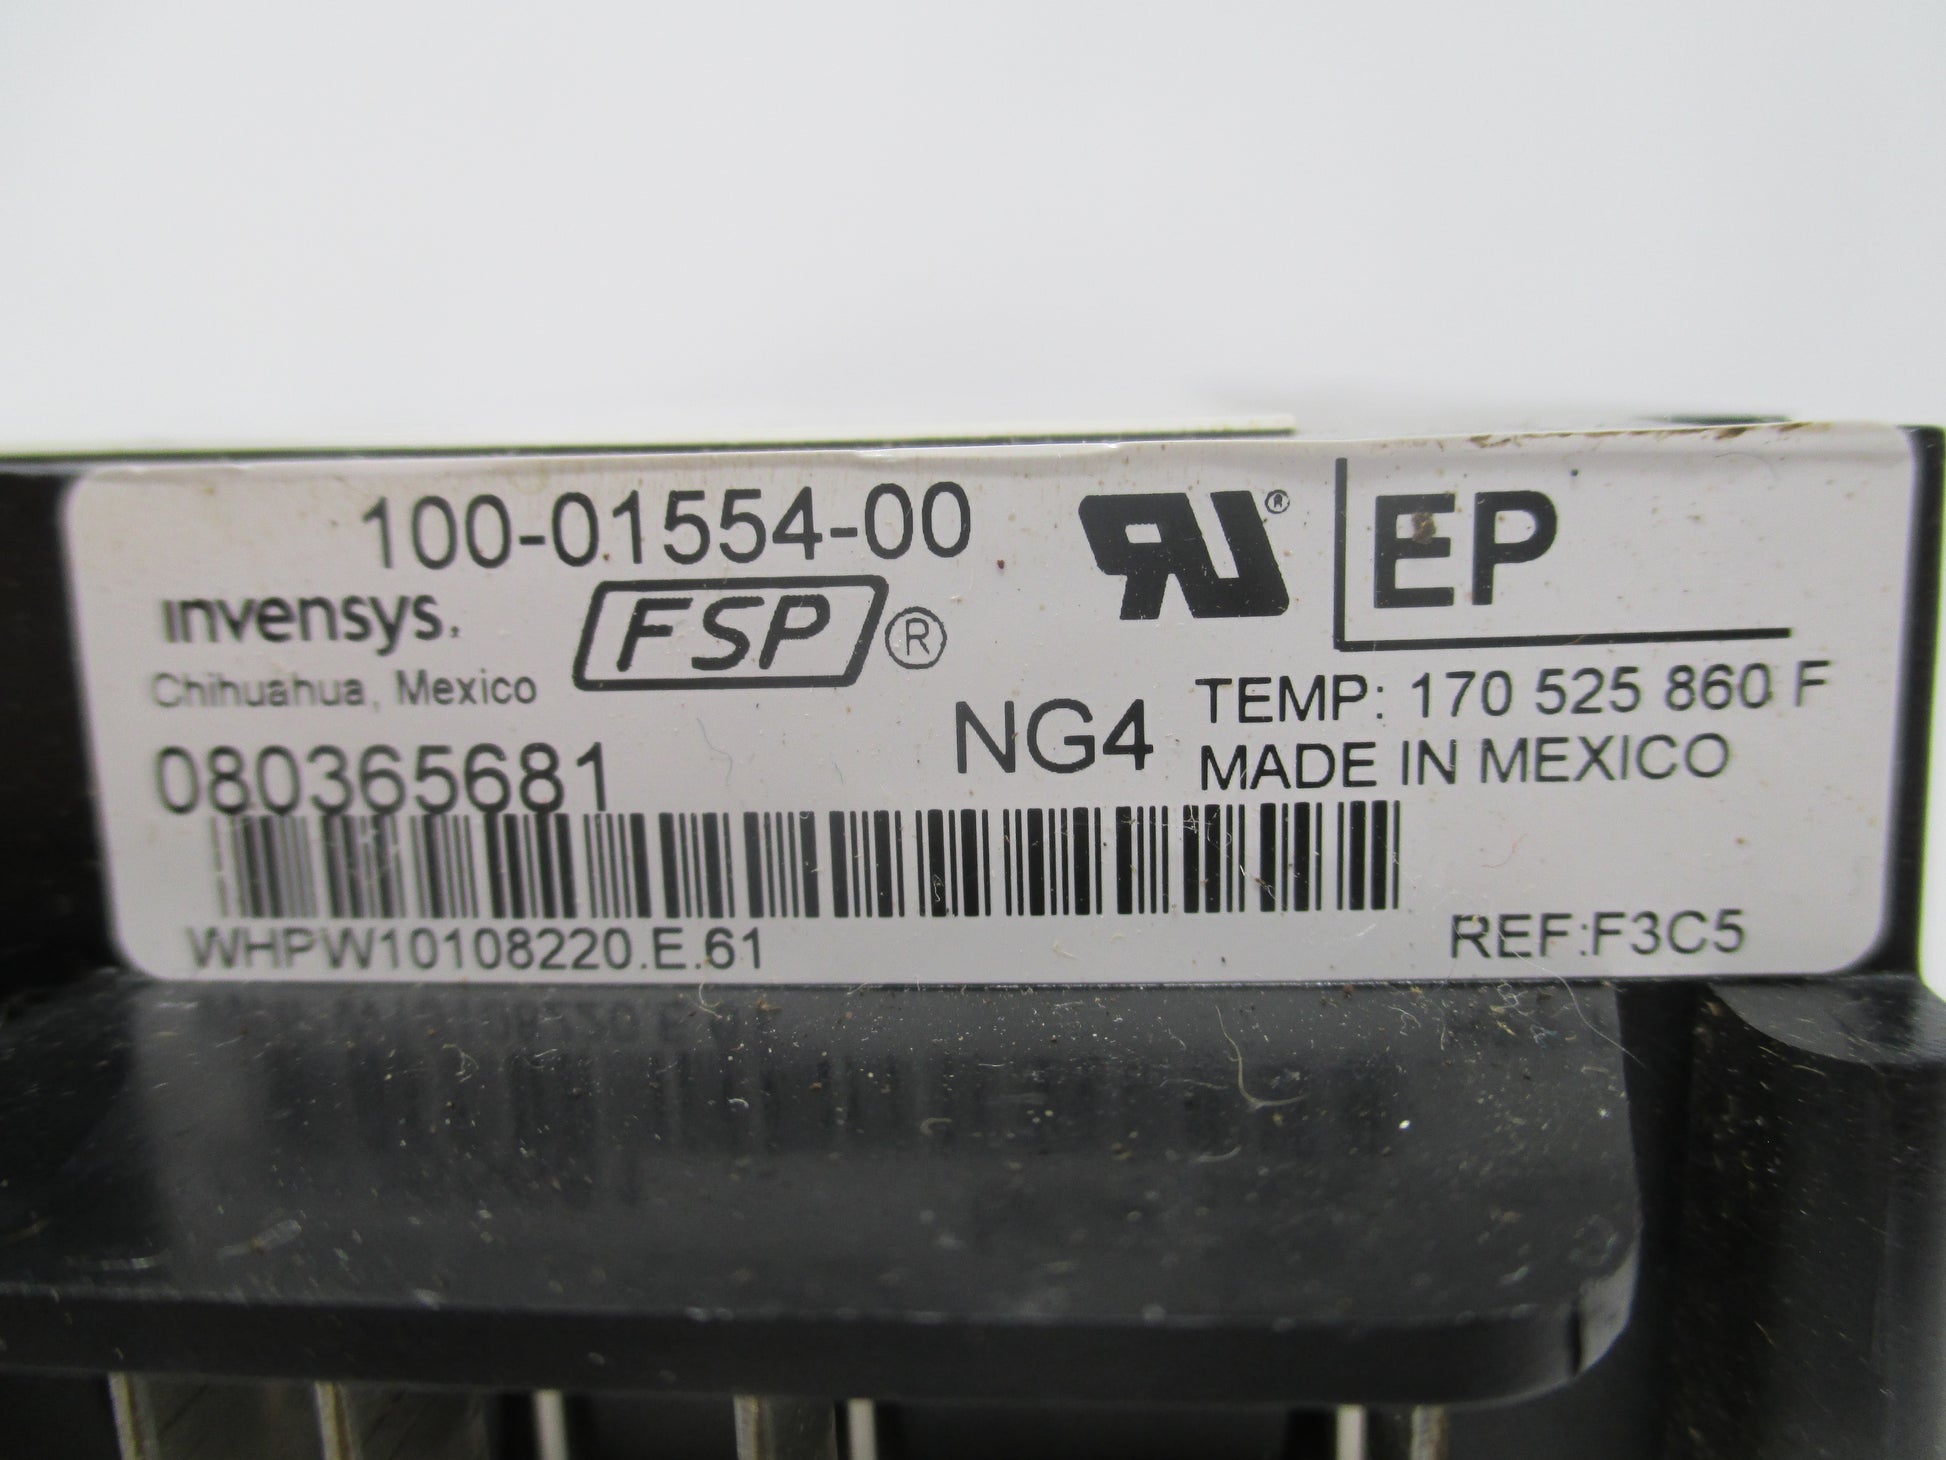 100-01554-00
invensys.
FSP ®
Chihuahua, Mexico
080365681
NG4
RU ®
EP
TEMP: 170 525 860 F
MADE IN MEXICO
WHPW10108220.E.61
REF:F3C5